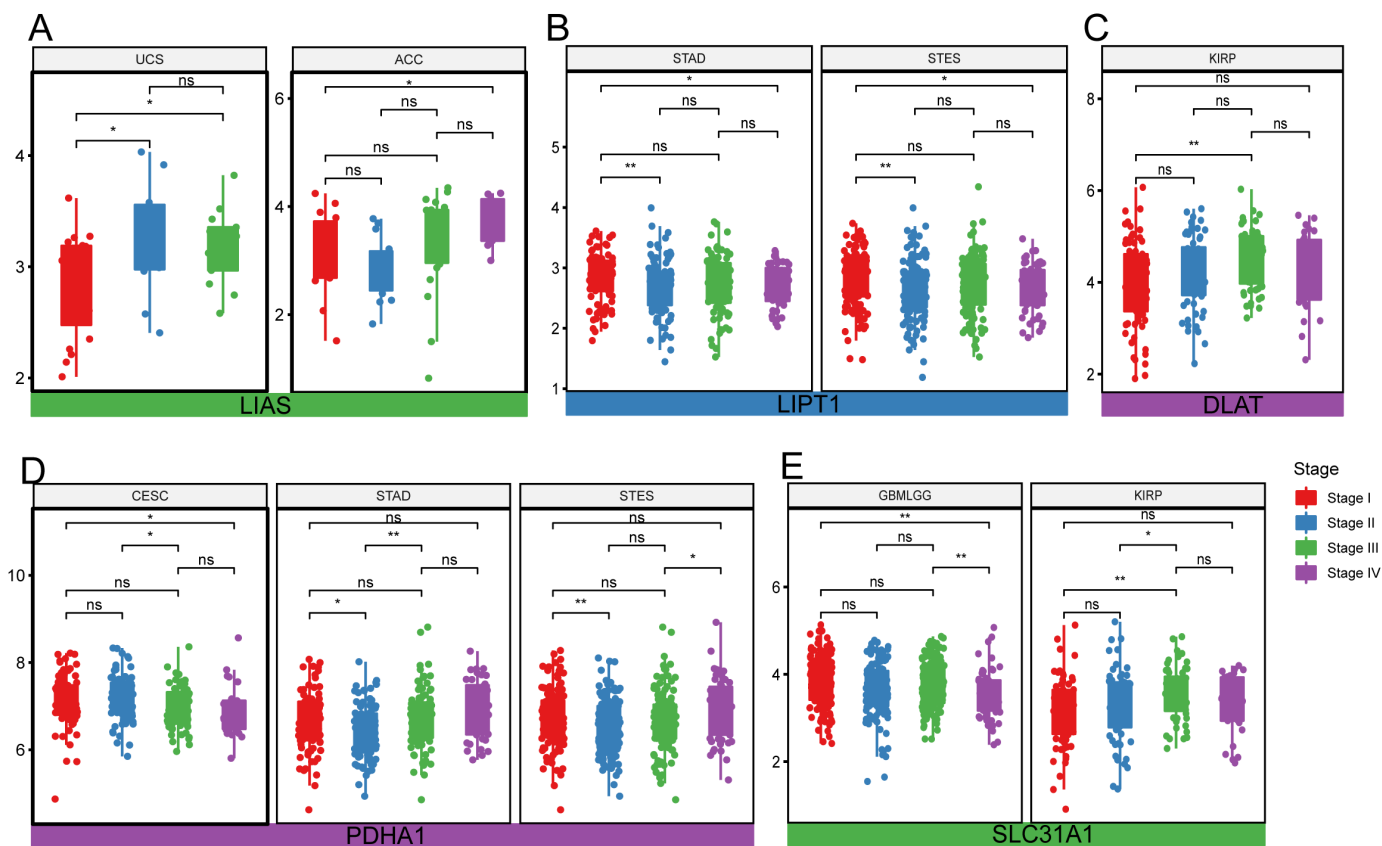 A
B
C
UCS
ACC
STAD
STES
KIRP
ns
*
*
*
ns
ns
ns
ns
*
ns
ns
ns
**
*
ns
ns
ns
**
ns
ns
ns
**
ns
4
3
2
6
4
2
5
4
3
2
1
8
6
4
2
LIAS
LIPT1
DLAT
D
E
CESC
STAD
STES
GBMLGG
KIRP
*
*
ns
ns
ns
ns
**
ns
ns
*
ns
ns
*
ns
**
**
ns
**
ns
ns
ns
*
ns
**
ns
10
8
6
6
4
2
PDHA1
SLC31A1
Stage
Stage I
Stage II
Stage III
Stage IV